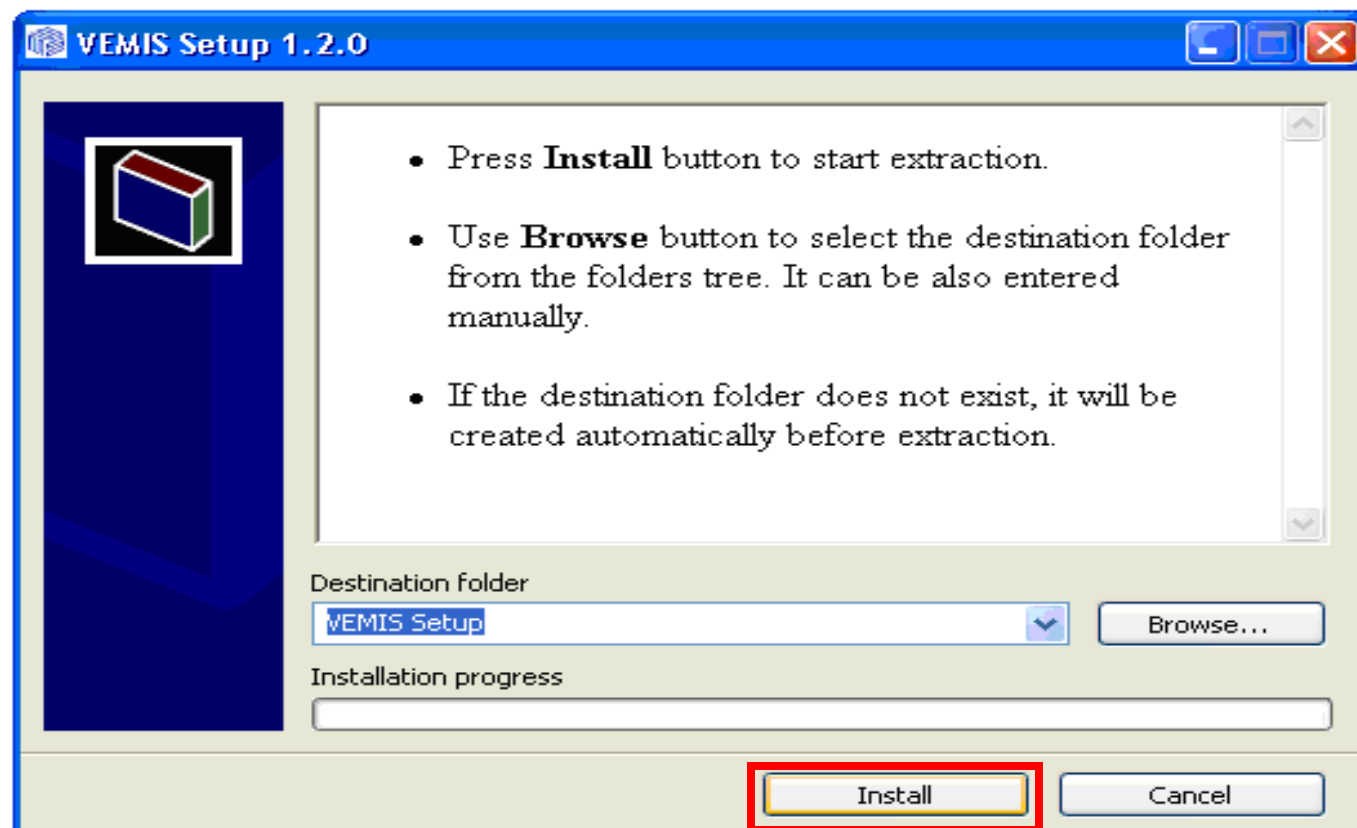 VEMIS Setup 1.2.0
• Press Install button to start extraction.
• Use Browse button to select the destination folder
from the folders tree. It can be also entered
manually.
• If the destination folder does not exist, it will be
created automatically before extraction.
Destination folder
VEMIS Setup
Browse...
Installation progress
Install
Cancel